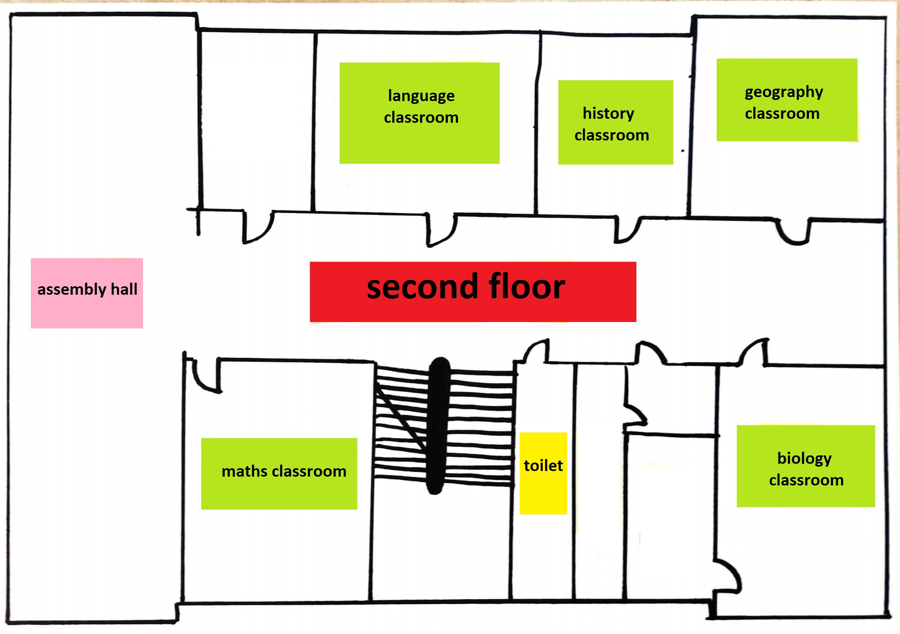 language
classroom
history
classroom
geography
classroom
assembly hall
second floor
maths classroom
toilet
biology
classroom